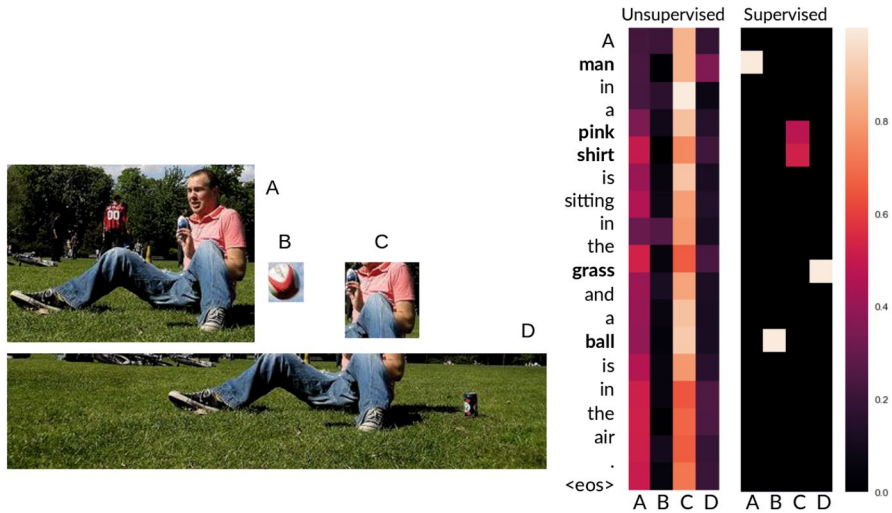 Unsupervised Supervised
A
man
in
a
pink
shirt
is
sitting
in
the
grass
and
a
ball
is
in
the
air
.
<eos>
A B C D A B C D
0.8
0.6
0.4
0.2
0.0
A
B
C
D
00